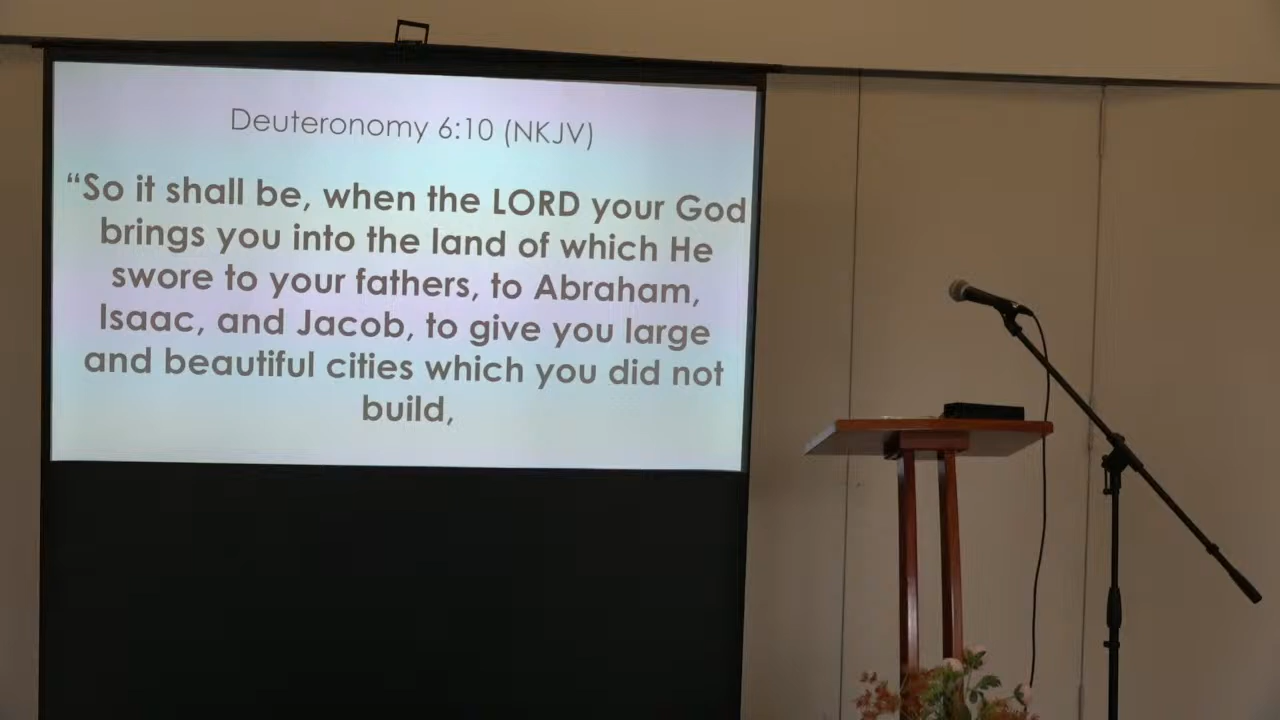 Deuteronomy 6:10 (NKJV)
“So it shall be, when the LORD your God
brings you into the land of which He
swore to your fathers, to Abraham,
Isaac, and Jacob, to give you large
and beautiful cities which you did not
build,